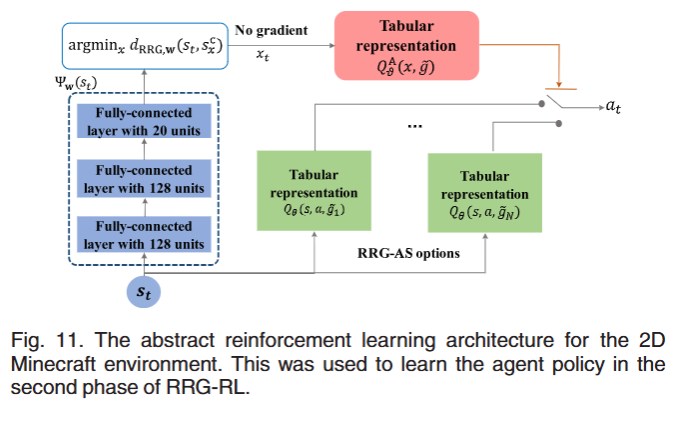 argminₓ d_RRG,w(s_t, s_x^c)
No gradient
x_t
Tabular
representation
Q_ϑ^A(x, g̃)
Ψ_w(s_t)
a_t
Fully-connected
layer with 20 units
...
Fully-connected
layer with 128 units
Tabular
representation
Q_θ(s, a, g̃_1)
Tabular
representation
Q_θ(s, a, g̃_N)
Fully-connected
layer with 128 units
RRG-AS options
s_t
Fig. 11. The abstract reinforcement learning architecture for the 2D
Minecraft environment. This was used to learn the agent policy in the
second phase of RRG-RL.